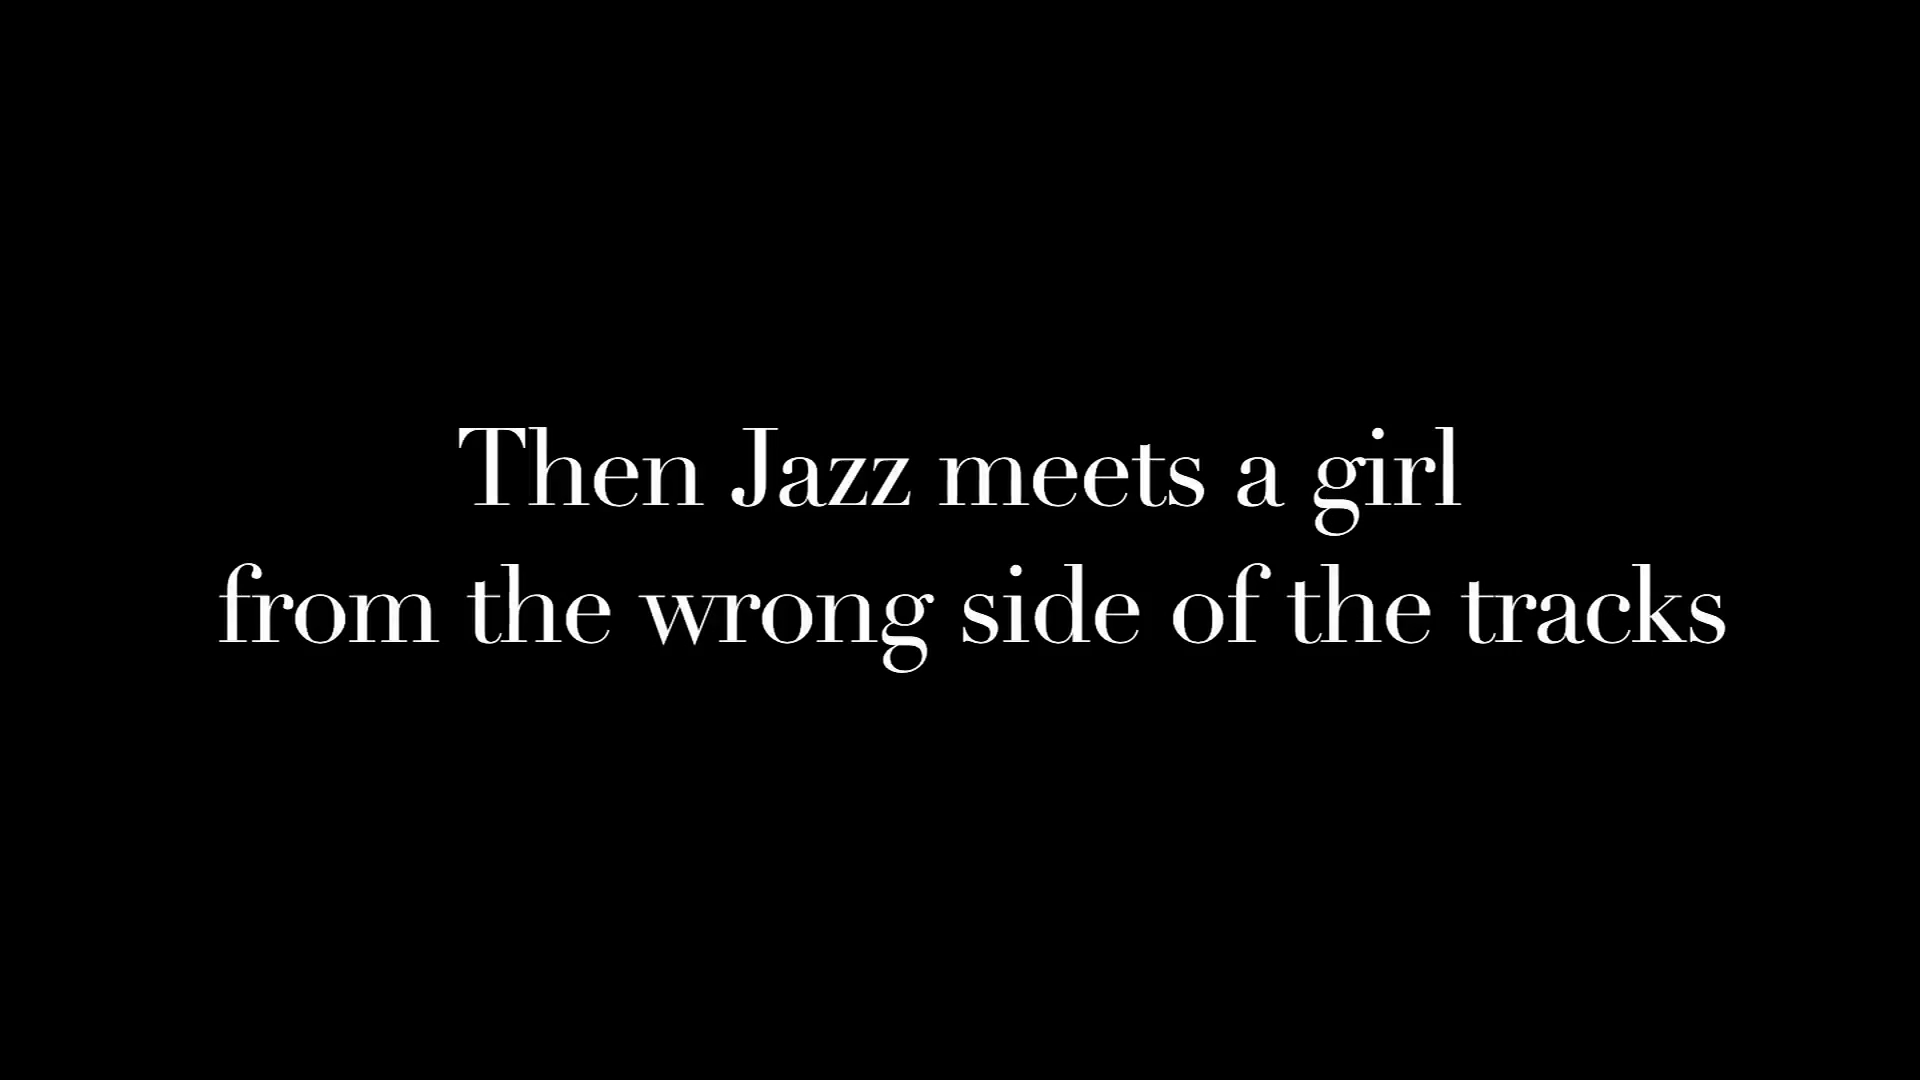 Then Jazz meets a girl
from the wrong side of the tracks